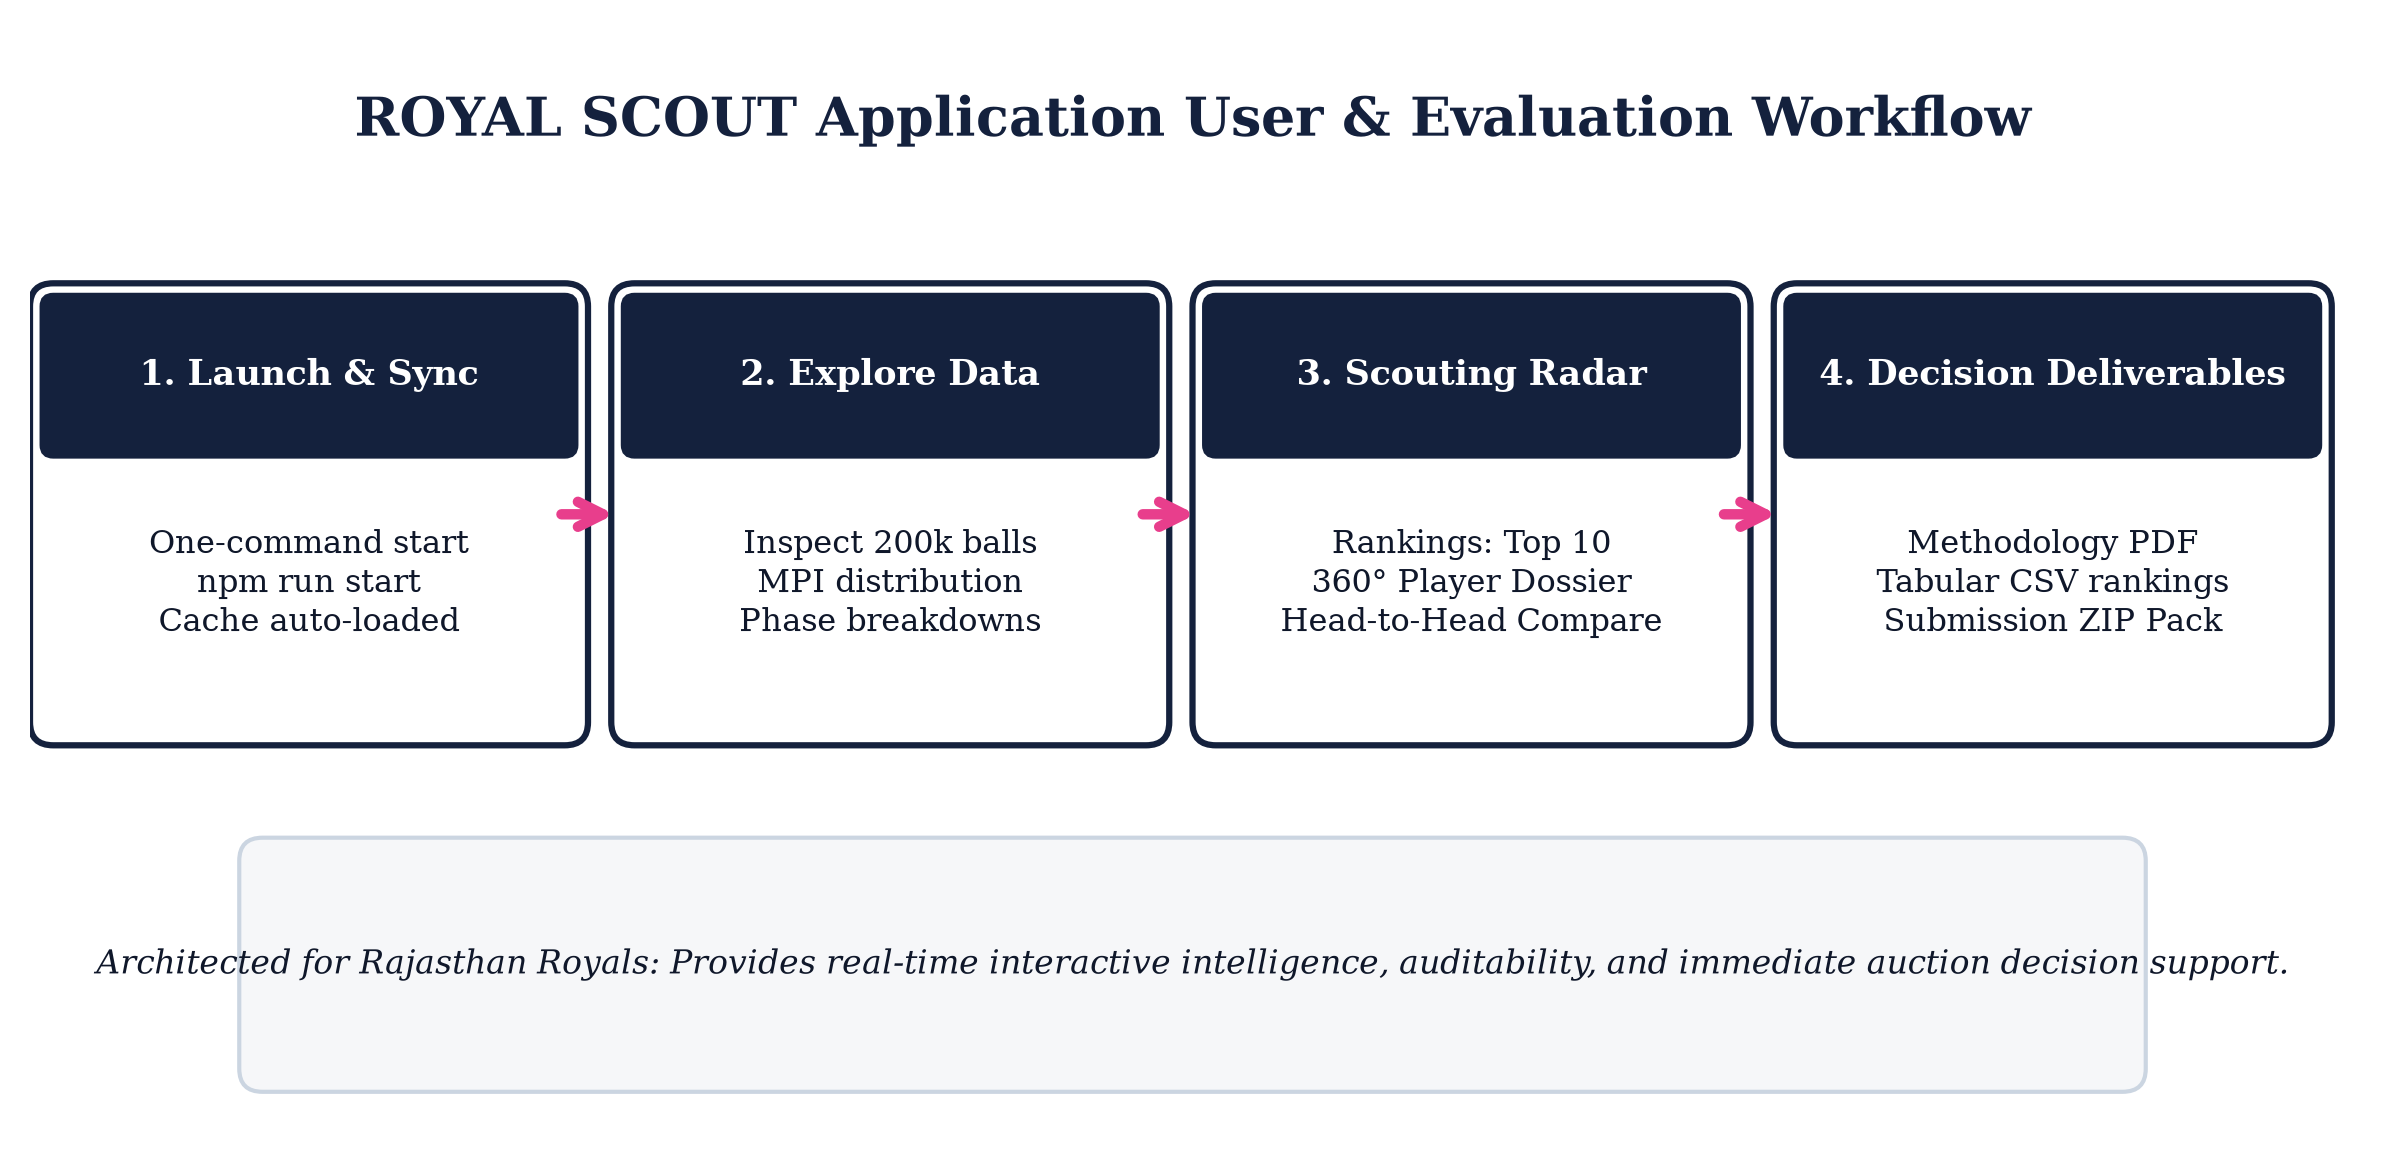 ROYAL SCOUT Application User & Evaluation Workflow
1. Launch & Sync
One-command start
npm run start
Cache auto-loaded
2. Explore Data
Inspect 200k balls
MPI distribution
Phase breakdowns
3. Scouting Radar
Rankings: Top 10
360° Player Dossier
Head-to-Head Compare
4. Decision Deliverables
Methodology PDF
Tabular CSV rankings
Submission ZIP Pack
Architected for Rajasthan Royals: Provides real-time interactive intelligence, auditability, and immediate auction decision support.